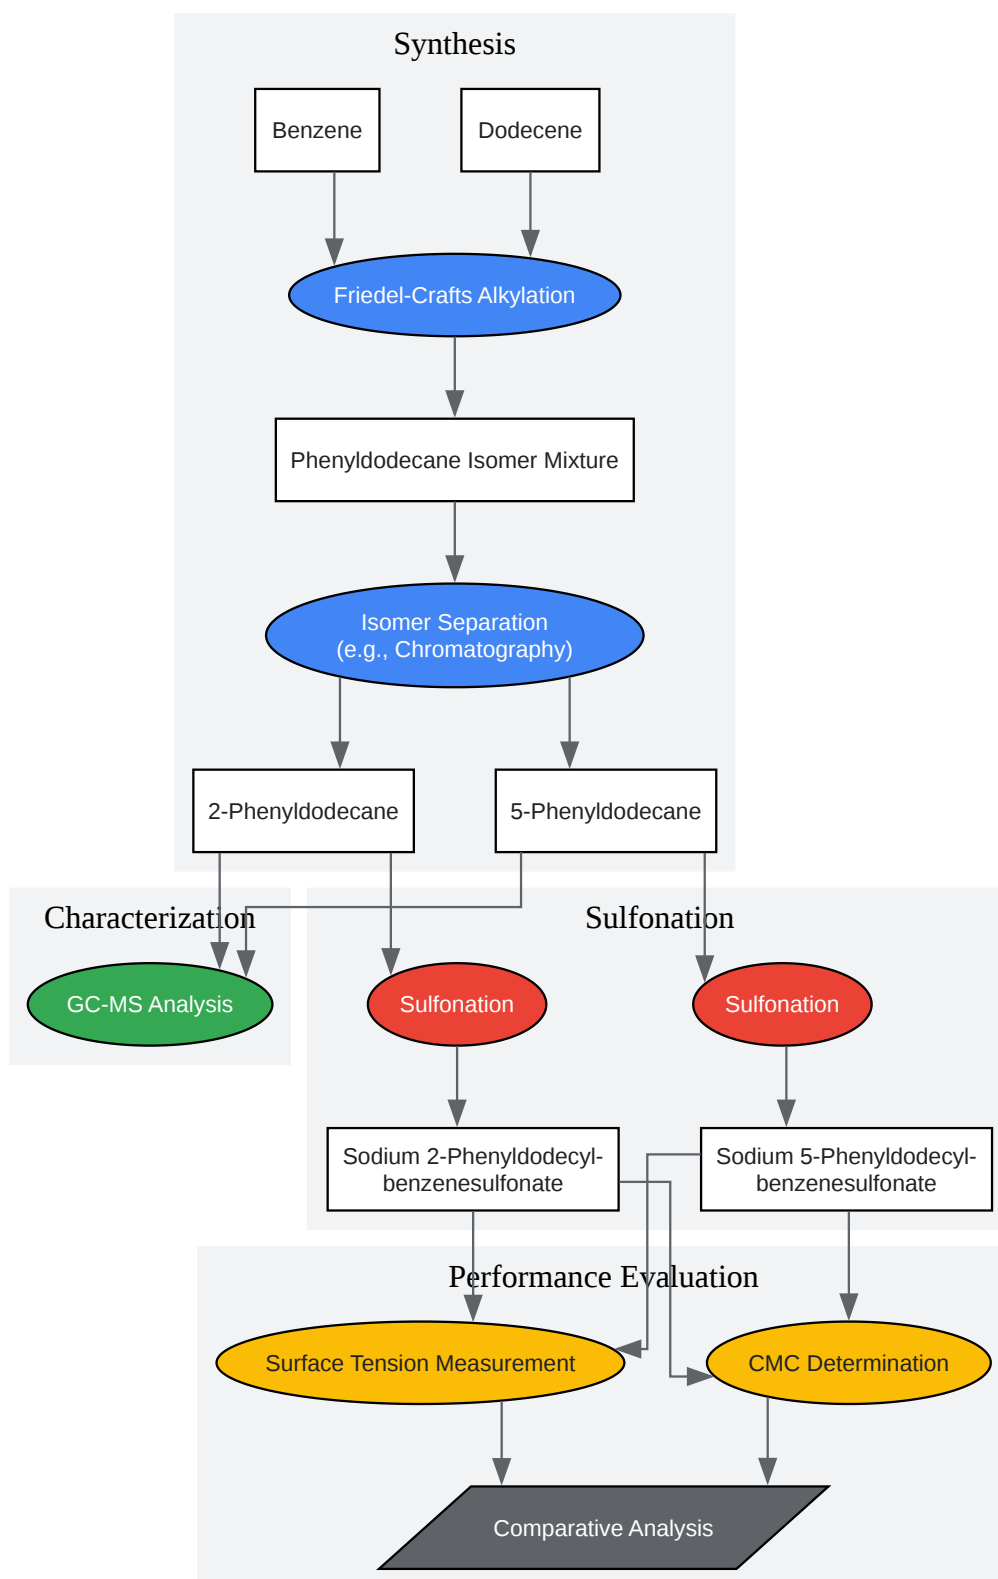 Synthesis
Benzene
Dodecene
Friedel-Crafts Alkylation
Phenyldodecane Isomer Mixture
Isomer Separation
(e.g., Chromatography)
2-Phenyldodecane
5-Phenyldodecane
Characterization
Sulfonation
GC-MS Analysis
Sulfonation
Sulfonation
Sodium 2-Phenyldodecyl-
benzenesulfonate
Sodium 5-Phenyldodecyl-
benzenesulfonate
Performance Evaluation
Surface Tension Measurement
CMC Determination
Comparative Analysis